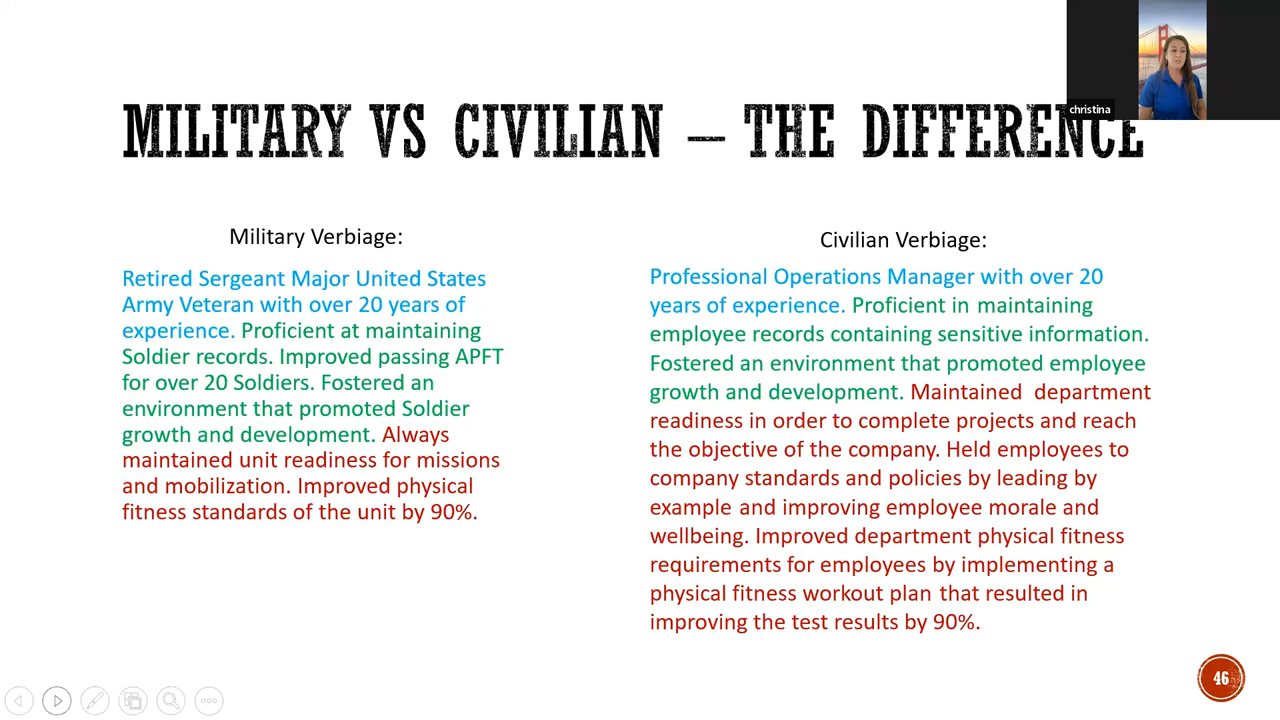 christina
MILITARY VS CIVILIAN – THE DIFFERENCE
Military Verbiage:
Retired Sergeant Major United States
Army Veteran with over 20 years of
experience. Proficient at maintaining
Soldier records. Improved passing APFT
for over 20 Soldiers. Fostered an
environment that promoted Soldier
growth and development. Always
maintained unit readiness for missions
and mobilization. Improved physical
fitness standards of the unit by 90%.
Civilian Verbiage:
Professional Operations Manager with over 20
years of experience. Proficient in maintaining
employee records containing sensitive information.
Fostered an environment that promoted employee
growth and development. Maintained department
readiness in order to complete projects and reach
the objective of the company. Held employees to
company standards and policies by leading by
example and improving employee morale and
wellbeing. Improved department physical fitness
requirements for employees by implementing a
physical fitness workout plan that resulted in
improving the test results by 90%.
46